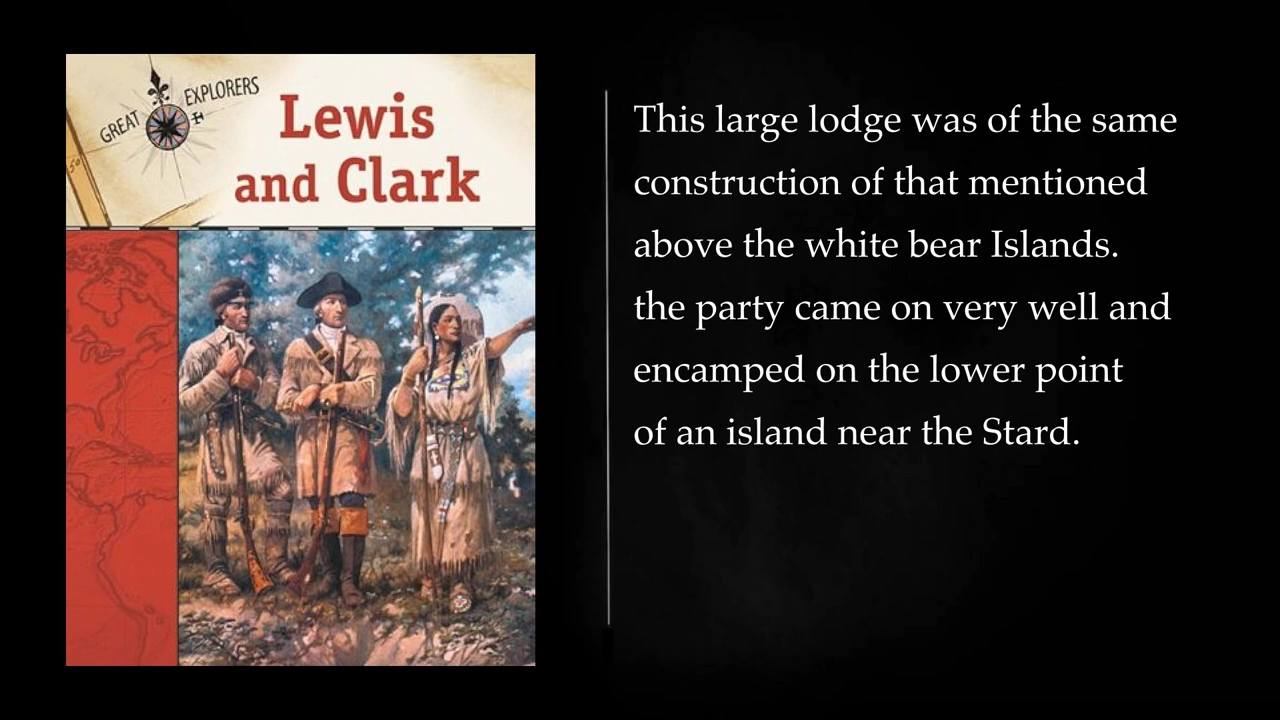 GREAT EXPLORERS
Lewis
and Clark
50
This large lodge was of the same
construction of that mentioned
above the white bear Islands.
the party came on very well and
encamped on the lower point
of an island near the Stard.